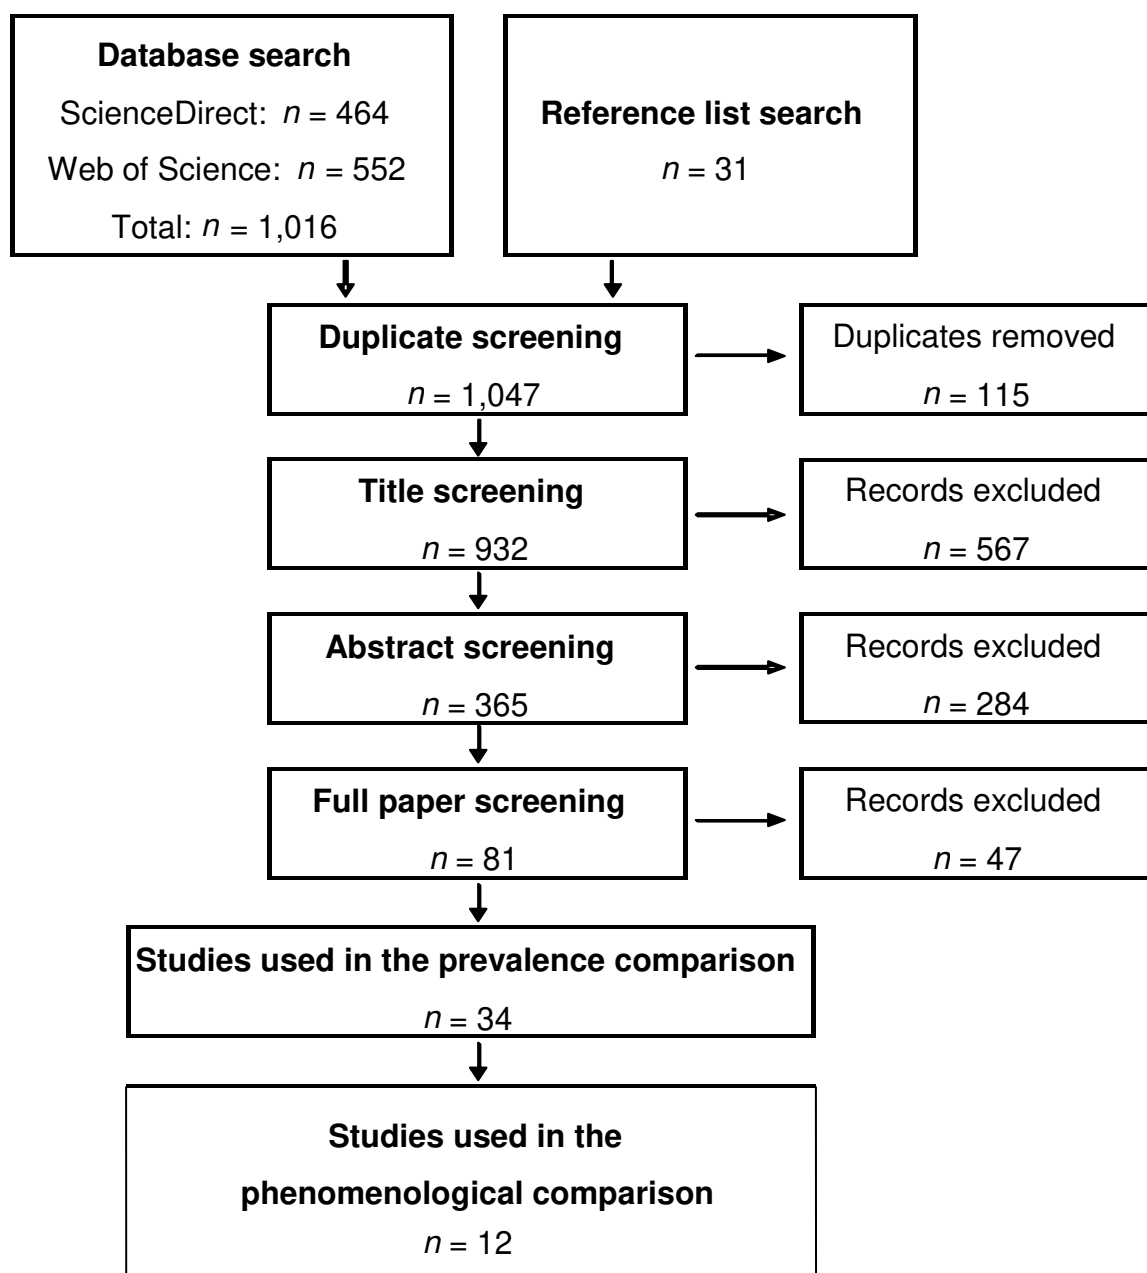 Database search
ScienceDirect: n = 464
Web of Science: n = 552
Total: n = 1,016
Reference list search
n = 31
Duplicate screening
n = 1,047
Duplicates removed
n = 115
Title screening
n = 932
Records excluded
n = 567
Abstract screening
n = 365
Records excluded
n = 284
Full paper screening
n = 81
Records excluded
n = 47
Studies used in the prevalence comparison
n = 34
Studies used in the
phenomenological comparison
n = 12